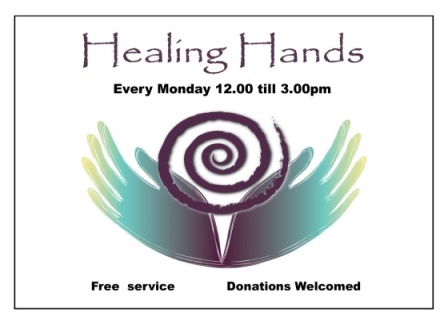 Healing Hands
Every Monday 12.00 till 3.00pm
Free service Donations Welcomed